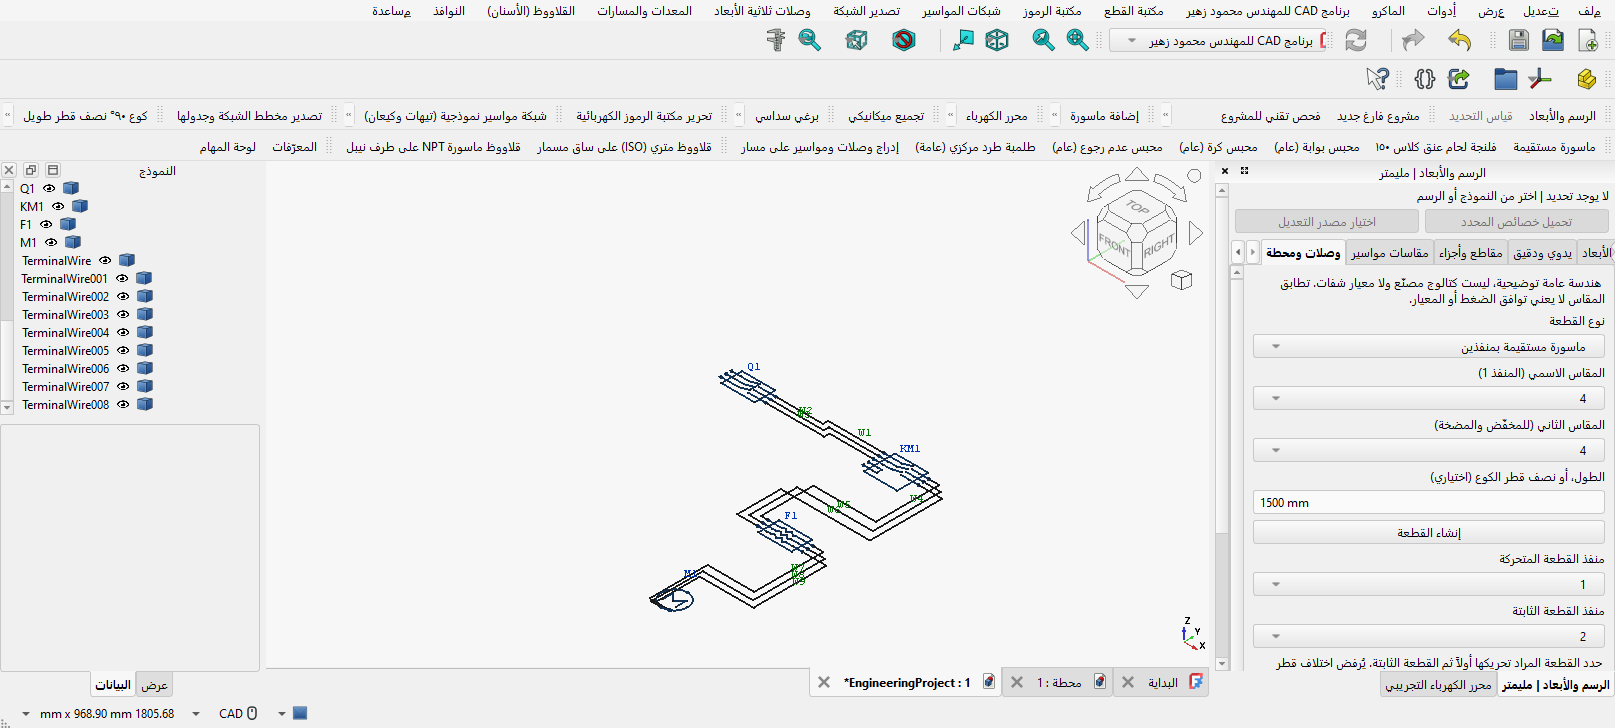 ملف تعديل عرض أدوات الماكرو برنامج CAD للمهندس محمود زهير مكتبة القطع مكتبة الرموز شبكات المواسير تصدير الشبكة وصلات ثلاثية الأبعاد المعدات والمسارات القلاووظ (الأسنان) النوافذ مساعدة
برنامج CAD للمهندس محمود زهير
الرسم والأبعاد قياس التحديد مشروع فارغ جديد فحص تقني للمشروع » إضافة ماسورة » محرر الكهرباء » تجميع ميكانيكي » برغي سداسي » تحرير مكتبة الرموز الكهربائية شبكة مواسير نموذجية (تيهات وكيعان) » تصدير مخطط الشبكة وجدولها كوع ٩٠° نصف قطر طويل »
ماسورة مستقيمة فلنجة لحام عنق كلاس ١٥٠ محبس بوابة (عام) محبس كرة (عام) محبس عدم رجوع (عام) طلمبة طرد مركزي (عامة) إدراج وصلات ومواسير على مسار قلاووظ متري (ISO) على ساق مسمار قلاووظ ماسورة NPT على طرف نيبل المعرّفات لوحة المهام
النموذج
Q1
KM1
F1
M1
TerminalWire
TerminalWire001
TerminalWire002
TerminalWire003
TerminalWire004
TerminalWire005
TerminalWire006
TerminalWire007
TerminalWire008
البيانات عرض
TOP
FRONT
RIGHT
Q1
W1
KM1
F1
Z
Y
X
الرسم والأبعاد | مليمتر
لا يوجد تحديد | اختر من النموذج أو الرسم
تحميل خصائص المحدد اختيار مصدر التعديل
الأبعاد يدوي ودقيق مقاطع وأجزاء مقاسات مواسير وصلات ومحطة
هندسة عامة توضيحية، ليست كتالوج مصنّع ولا معيار شفات. تطابق
المقاس لا يعني توافق الضغط أو المعيار.
نوع القطعة
ماسورة مستقيمة بمنفذين
المقاس الاسمي (المنفذ 1)
4
المقاس الثاني (للمخفّض والمضخة)
4
الطول، أو نصف قطر الكوع (اختياري)
1500 mm
إنشاء القطعة
منفذ القطعة المتحركة
1
منفذ القطعة الثابتة
2
حدد القطعة المراد تحريكها أولاً ثم القطعة الثابتة. يُرفض اختلاف قطر
الرسم والأبعاد | مليمتر محرر الكهرباء التجريبي
البداية محطة : 1 EngineeringProject : 1*
mm x 968.90 mm 1805.68 CAD